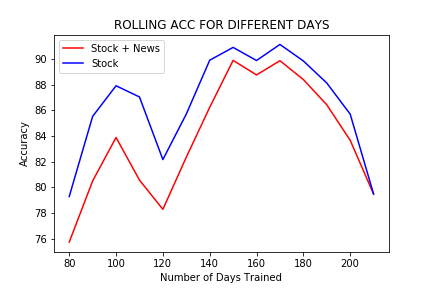 ROLLING ACC FOR DIFFERENT DAYS
Stock + News
Stock
Accuracy
90
88
86
84
82
80
78
76
80 100 120 140 160 180 200
Number of Days Trained